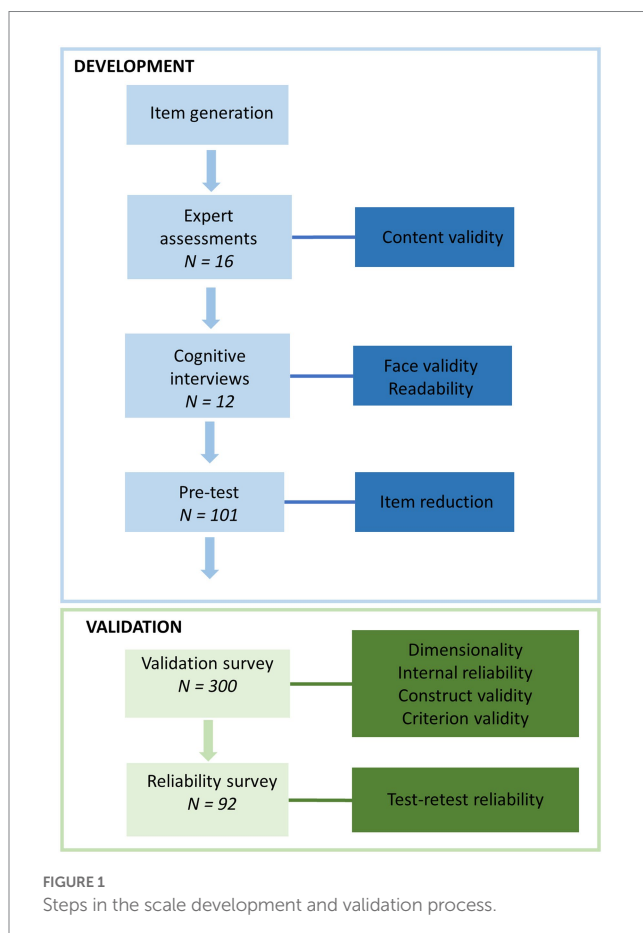 DEVELOPMENT
Item generation
Expert
assessments
N = 16
Content validity
Cognitive
interviews
N = 12
Face validity
Readability
Pre-test
N = 101
Item reduction
VALIDATION
Validation survey
N = 300
Dimensionality
Internal reliability
Construct validity
Criterion validity
Reliability survey
N = 92
Test-retest reliability
FIGURE 1
Steps in the scale development and validation process.